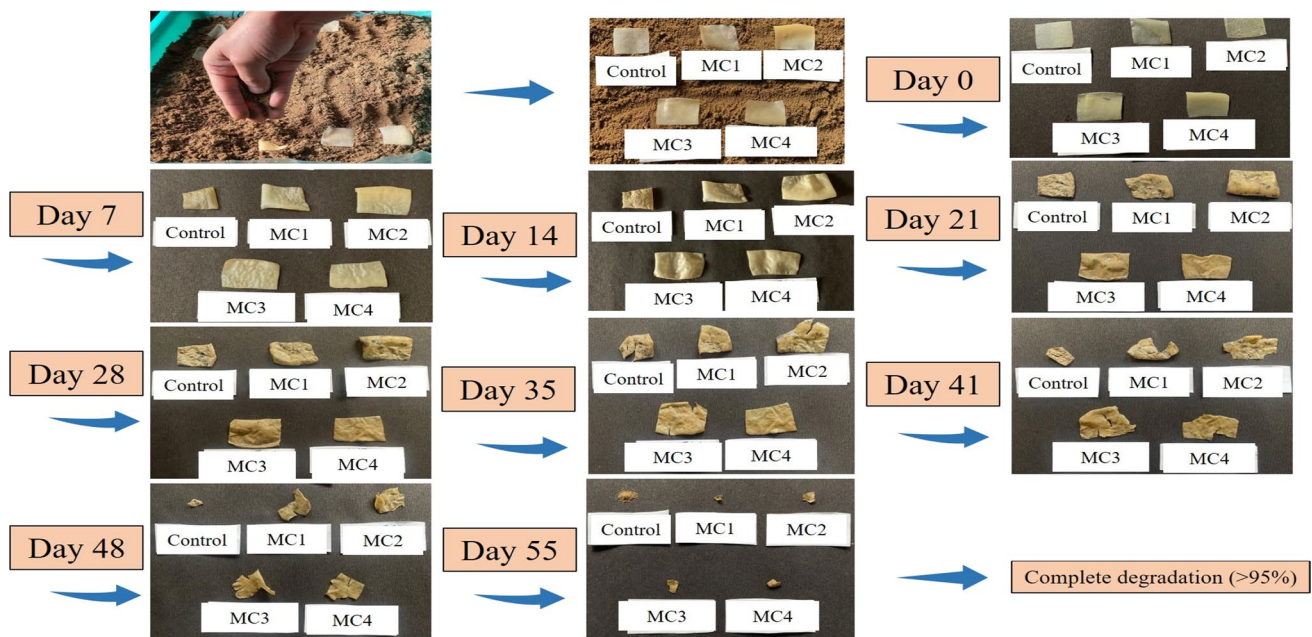 Control
MC1
MC2
MC3
MC4
Day 0
Control
MC1
MC2
MC3
MC4
Day 7
Control
MC1
MC2
MC3
MC4
Day 14
Control
MC1
MC2
MC3
MC4
Day 21
Control
MC1
MC2
MC3
MC4
Day 28
Control
MC1
MC2
MC3
MC4
Day 35
Control
MC1
MC2
MC3
MC4
Day 41
Control
MC1
MC2
MC3
MC4
Day 48
Control
MC1
MC2
MC3
MC4
Day 55
Control
MC1
MC2
MC3
MC4
Complete degradation (>95%)